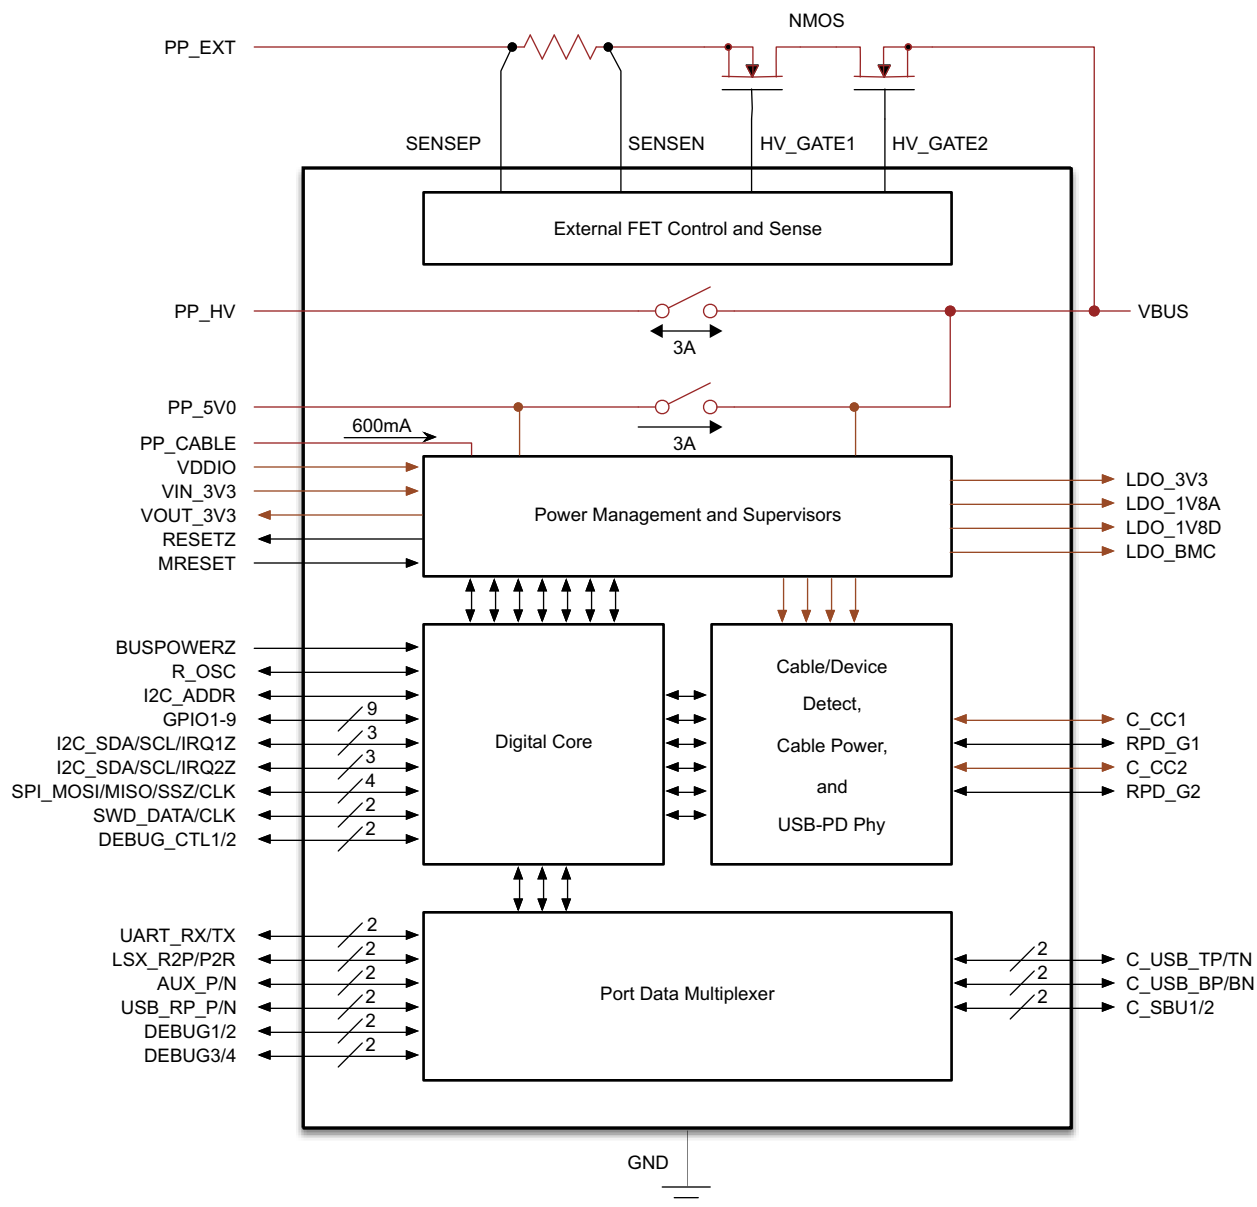 NMOS
PP_EXT
SENSEP
SENSEN
HV_GATE1
HV_GATE2
External FET Control and Sense
PP_HV
3A
VBUS
PP_5V0
3A
600mA
PP_CABLE
VDDIO
VIN_3V3
VOUT_3V3
RESETZ
MRESET
Power Management and Supervisors
LDO_3V3
LDO_1V8A
LDO_1V8D
LDO_BMC
BUSPOWERZ
R_OSC
I2C_ADDR
GPIO1-9
9
I2C_SDA/SCL/IRQ1Z
3
I2C_SDA/SCL/IRQ2Z
3
SPI_MOSI/MISO/SSZ/CLK
4
SWD_DATA/CLK
2
DEBUG_CTL1/2
2
Digital Core
Cable/Device
Detect,
Cable Power,
and
USB-PD Phy
C_CC1
RPD_G1
C_CC2
RPD_G2
UART_RX/TX
2
LSX_R2P/P2R
2
AUX_P/N
2
USB_RP_P/N
2
DEBUG1/2
2
DEBUG3/4
2
Port Data Multiplexer
2
C_USB_TP/TN
2
C_USB_BP/BN
2
C_SBU1/2
GND